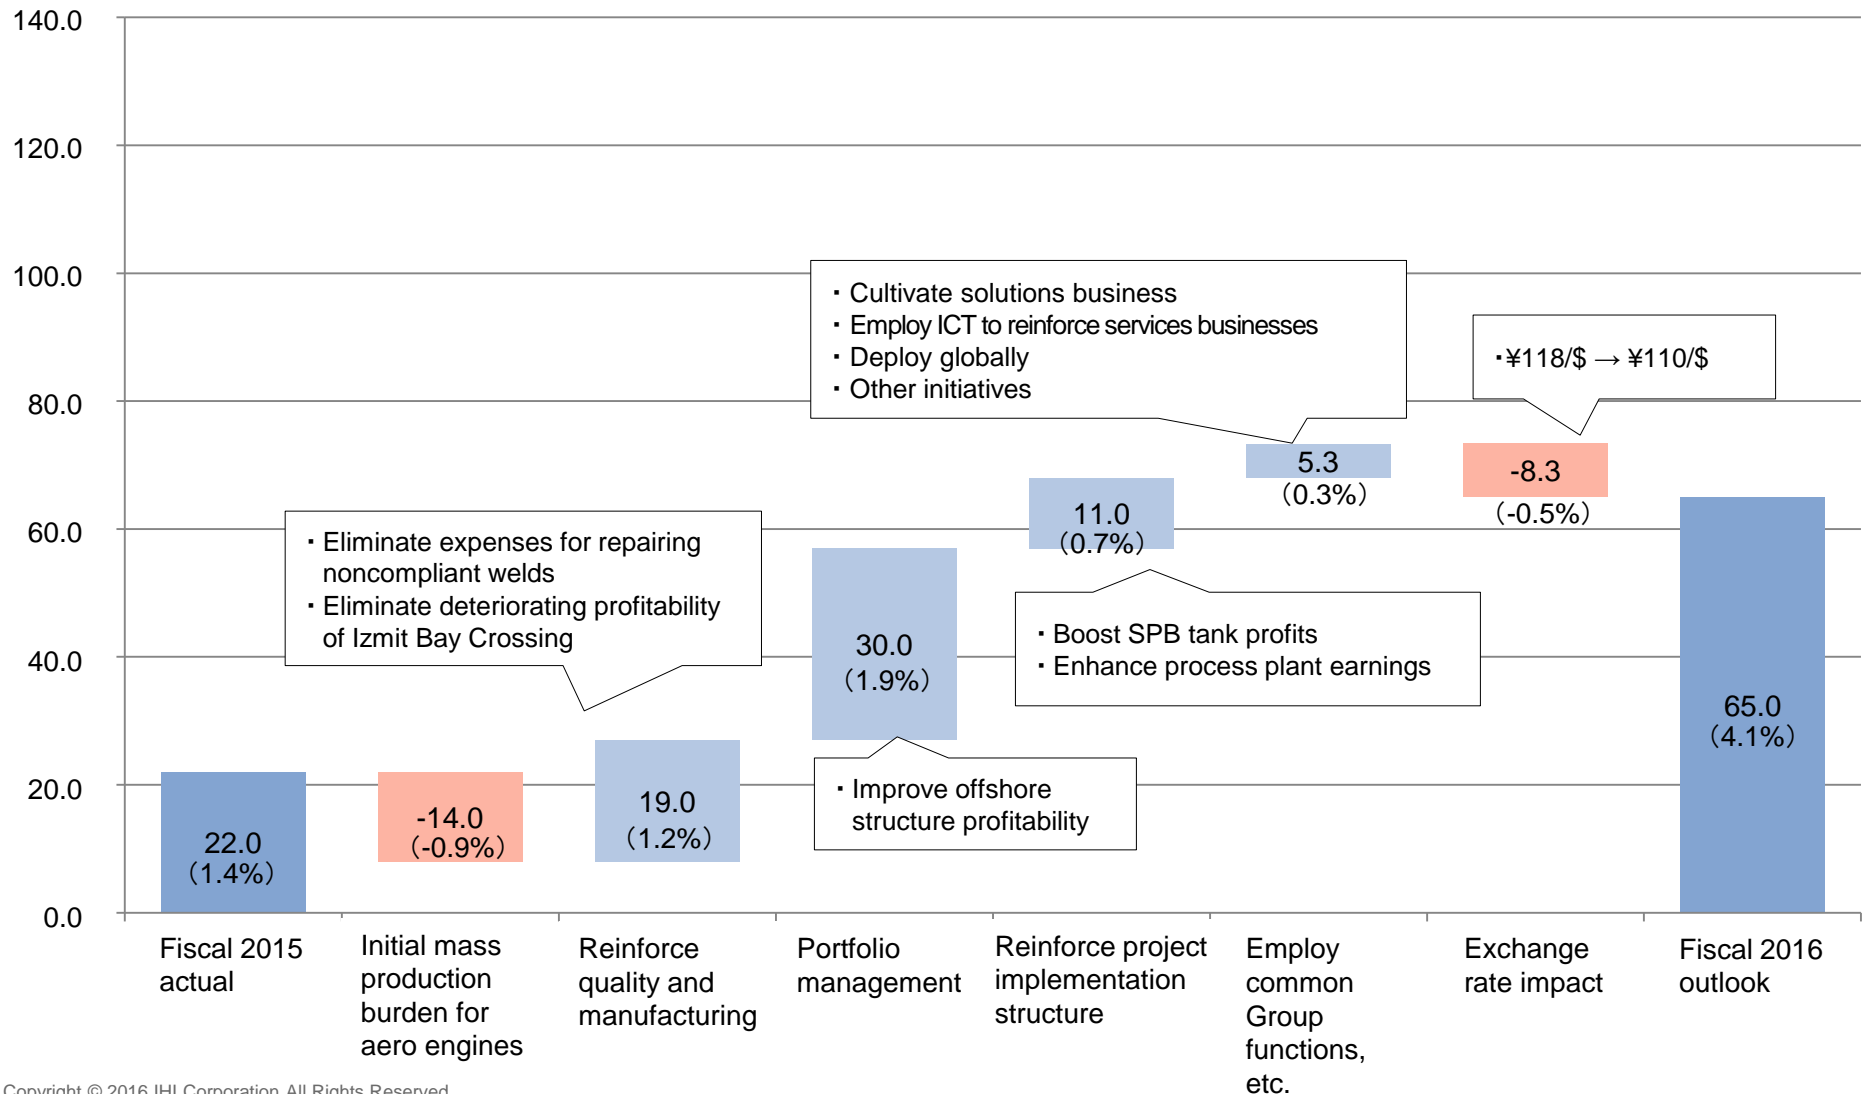 140.0
120.0
100.0
80.0
60.0
40.0
20.0
0.0
・Cultivate solutions business
・Employ ICT to reinforce services businesses
・Deploy globally
・Other initiatives
・¥118/$ → ¥110/$
・Eliminate expenses for repairing
noncompliant welds
・Eliminate deteriorating profitability
of Izmit Bay Crossing
・Boost SPB tank profits
・Enhance process plant earnings
・Improve offshore
structure profitability
22.0
（1.4%）
-14.0
（-0.9%）
19.0
（1.2%）
30.0
（1.9%）
11.0
（0.7%）
5.3
（0.3%）
-8.3
（-0.5%）
65.0
（4.1%）
Fiscal 2015
actual
Initial mass
production
burden for
aero engines
Reinforce
quality and
manufacturing
Portfolio
management
Reinforce project
implementation
structure
Employ
common
Group
functions,
etc.
Exchange
rate impact
Fiscal 2016
outlook
Copyright © 2016 IHI Corporation All Rights Reserved